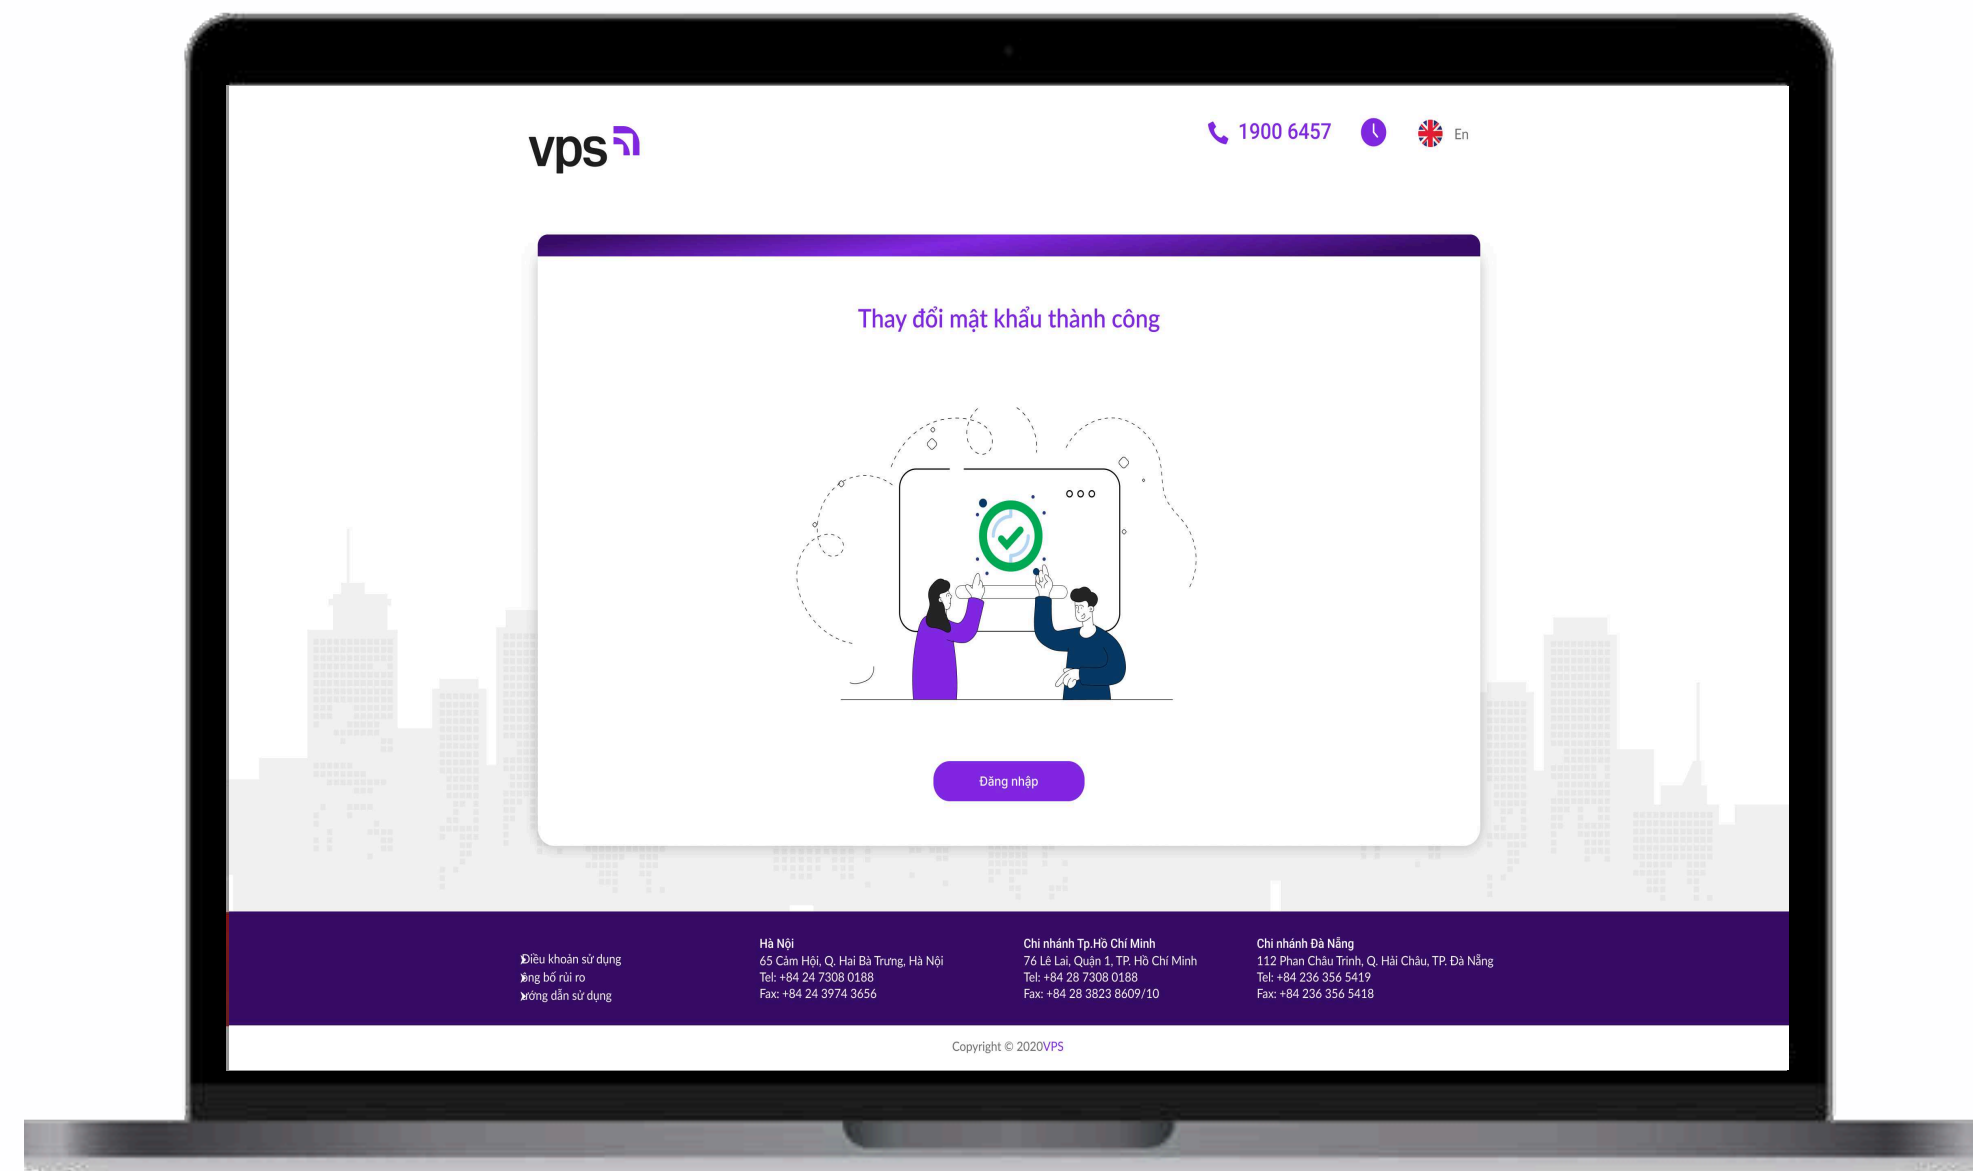 vps
1900 6457
En
Thay đổi mật khẩu thành công
Đăng nhập
Điều khoản sử dụng
ông bố rủi ro
ướng dẫn sử dụng
Hà Nội
65 Cảm Hội, Q. Hai Bà Trưng, Hà Nội
Tel: +84 24 7308 0188
Fax: +84 24 3974 3656
Chi nhánh Tp.Hồ Chí Minh
76 Lê Lai, Quận 1, TP. Hồ Chí Minh
Tel: +84 28 7308 0188
Fax: +84 28 3823 8609/10
Chi nhánh Đà Nẵng
112 Phan Châu Trinh, Q. Hải Châu, TP. Đà Nẵng
Tel: +84 236 356 5419
Fax: +84 236 356 5418
Copyright © 2020VPS